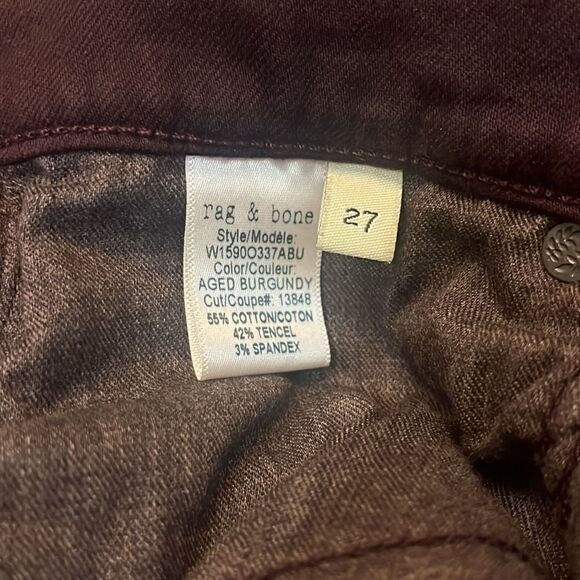 rag & bone
27
Style/Modèle:
W1590O337ABU
Color/Couleur:
AGED BURGUNDY
Cut/Coupe#: 13848
55% COTTON/COTON
42% TENCEL
3% SPANDEX